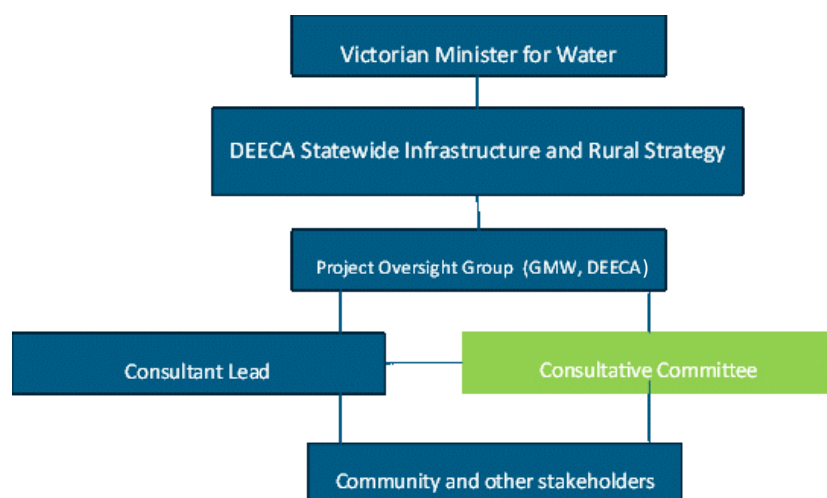 Victorian Minister for Water
DEECA Statewide Infrastructure and Rural Strategy
Project Oversight Group (GMW, DEECA)
Consultant Lead
Consultative Committee
Community and other stakeholders